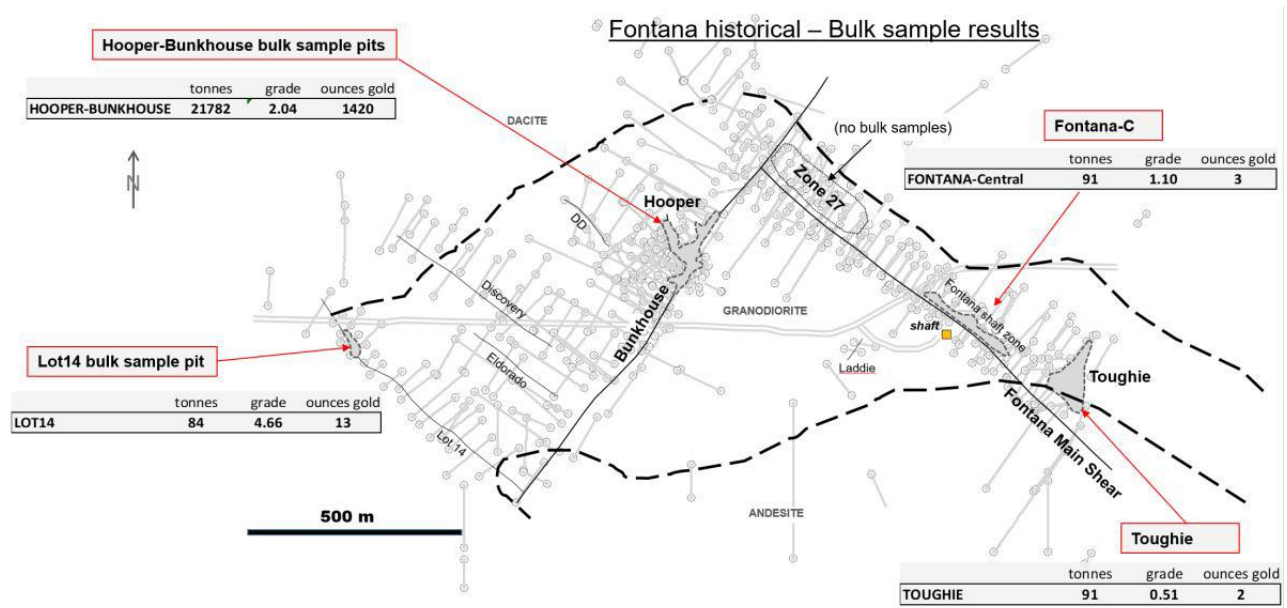 Fontana historical – Bulk sample results
Hooper-Bunkhouse bulk sample pits
tonnes grade ounces gold
HOOPER-BUNKHOUSE 21782 2.04 1420
N
DACITE
(no bulk samples)
Zone 27
Fontana-C
tonnes grade ounces gold
FONTANA-Central 91 1.10 3
Hooper
DD
Discovery
Bunkhouse
GRANODIORITE
Fontana shaft zone
shaft
Lot14 bulk sample pit
Eldorado
Laddie
Toughie
tonnes grade ounces gold
LOT14 84 4.66 13
Lot 14
Fontana Main Shear
500 m
ANDESITE
Toughie
tonnes grade ounces gold
TOUGHIE 91 0.51 2